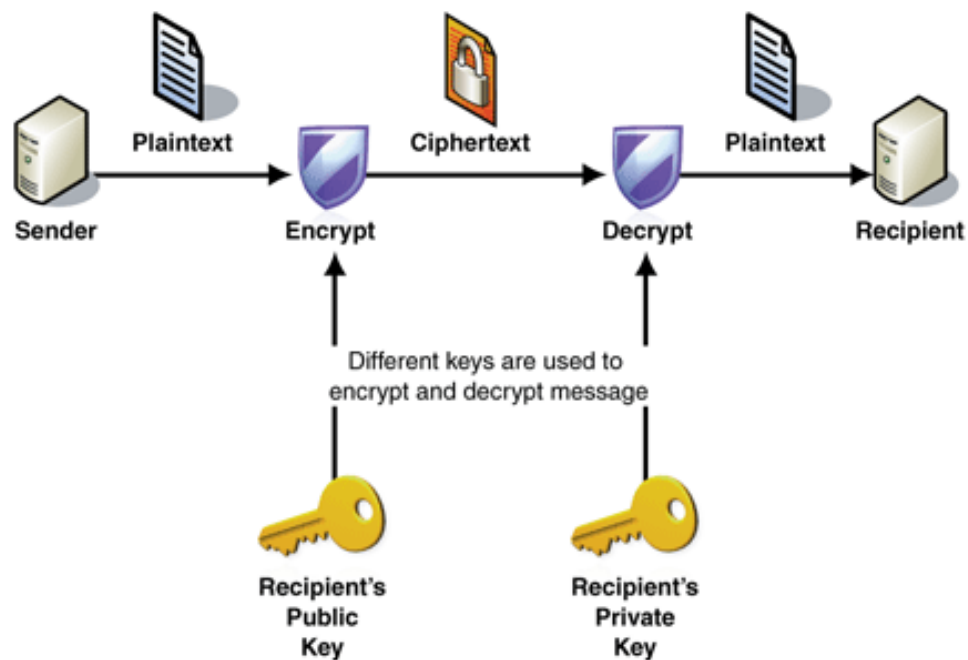 Plaintext
Ciphertext
Plaintext
Sender
Encrypt
Decrypt
Recipient
Different keys are used to
encrypt and decrypt message
Recipient's
Public
Key
Recipient's
Private
Key